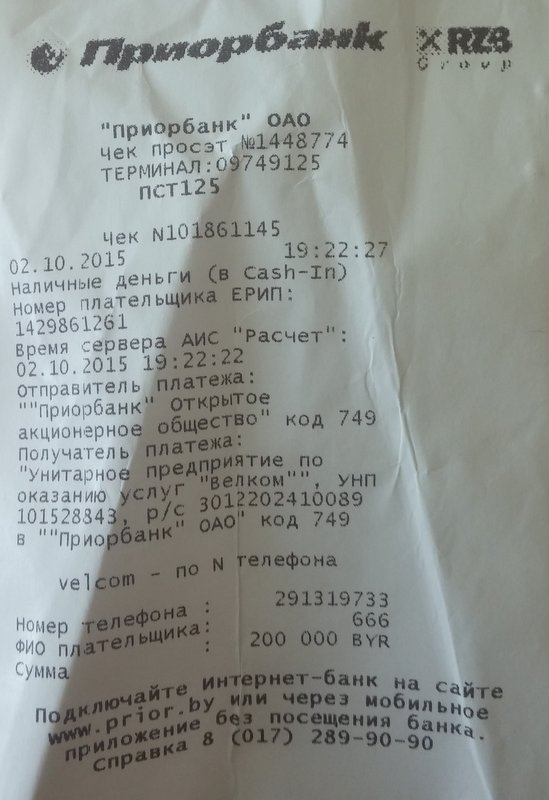 Приорбанк RZB
Group
"Приорбанк" ОАО
чек просэт №1448774
ТЕРМИНАЛ:09749125
ПСТ125
Чек N101861145
02.10.2015 19:22:27
Наличные деньги (в Cash-In)
Номер плательщика ЕРИП:
1429861261
Время сервера АИС "Расчет":
02.10.2015 19:22:22
Отправитель платежа:
""Приорбанк" Открытое
акционерное общество" код 749
Получатель платежа:
"Унитарное предприятие по
оказанию услуг "Велком"", УНП
101528843, р/с 3012202410089
в ""Приорбанк" ОАО" код 749
velcom - по N телефона
Номер телефона : 291319733
ФИО плательщика: 666
Сумма : 200 000 BYR
Подключайте интернет-банк на сайте
www.prior.by или через мобильное
приложение без посещения банка.
Справка 8 (017) 289-90-90